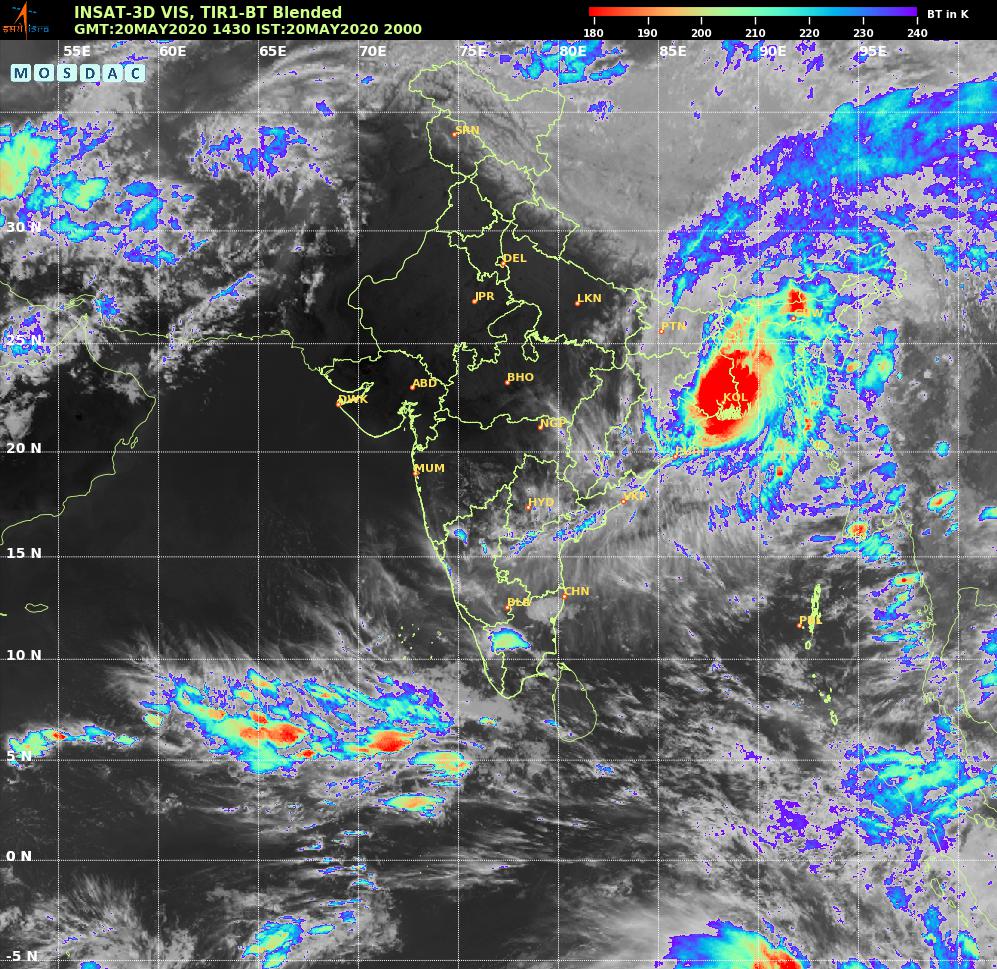 INSAT-3D VIS, TIR1-BT Blended
GMT:20MAY2020 1430 IST:20MAY2020 2000
BT in K
180 190 200 210 220 230 240
55E 60E 65E 70E 75E 80E 85E 90E 95E
MOSDAC
SRN
30 N
DEL
JPR
LKN
PTN
25 N
ABD
BHO
DWK
KOL
NGP
20 N
MUM
HYD
15 N
CHN
BLR
10 N
5 N
0 N
-5 N